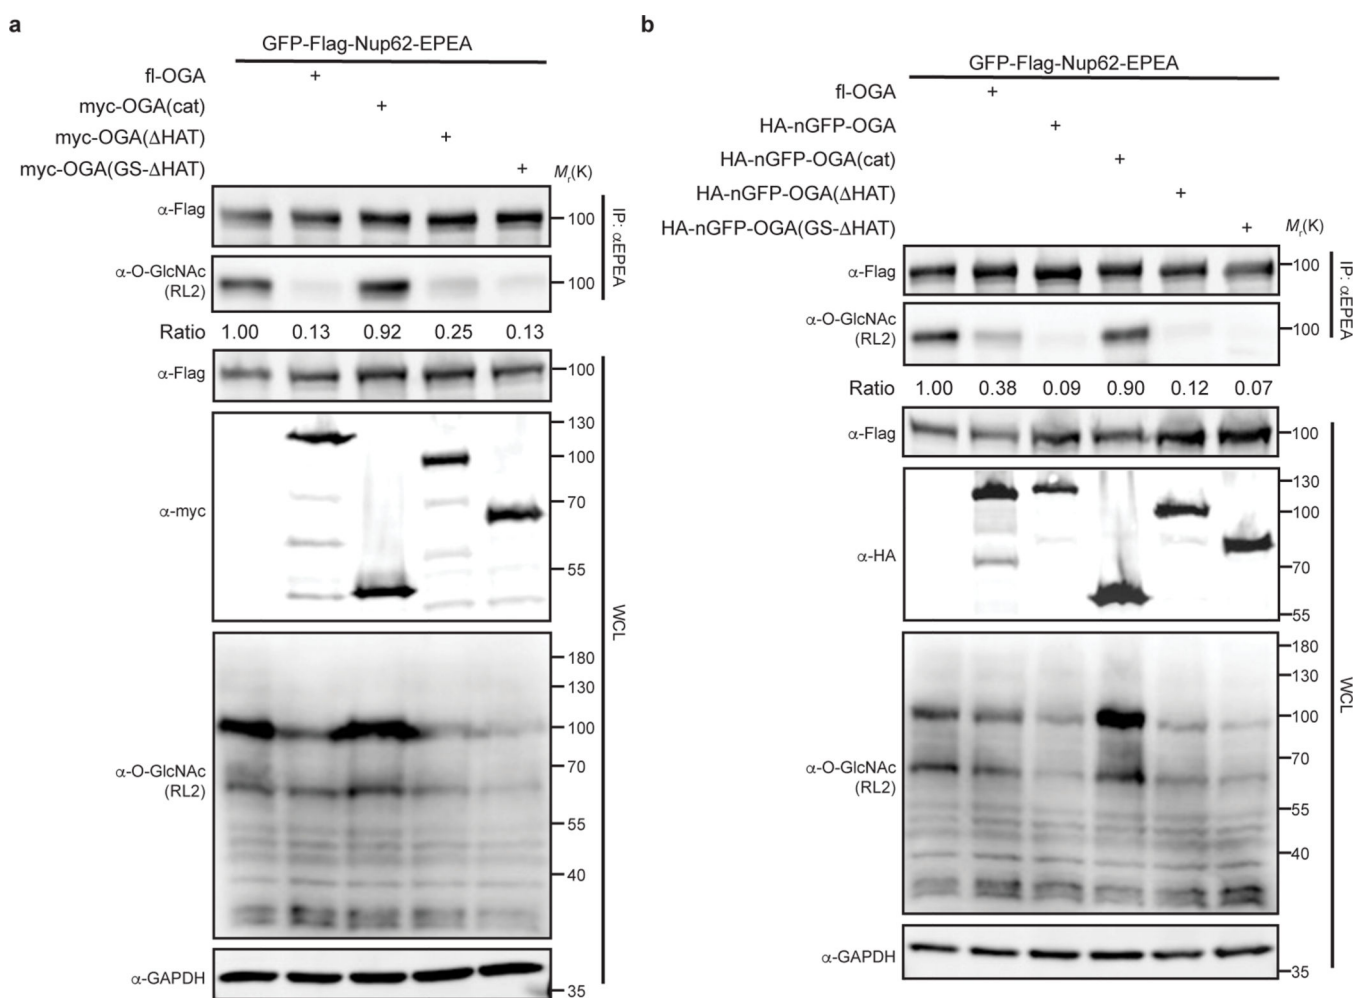 a
GFP-Flag-Nup62-EPEA
fl-OGA +
myc-OGA(cat) +
myc-OGA(ΔHAT) +
myc-OGA(GS-ΔHAT) + Mr(K)
α-Flag 100
α-O-GlcNAc
(RL2) 100
IP: αEPEA
Ratio 1.00 0.13 0.92 0.25 0.13
α-Flag 100
α-myc
130
100
70
55
WCL
α-O-GlcNAc
(RL2)
180
130
100
70
55
40
α-GAPDH
35
b
GFP-Flag-Nup62-EPEA
fl-OGA +
HA-nGFP-OGA +
HA-nGFP-OGA(cat) +
HA-nGFP-OGA(ΔHAT) +
HA-nGFP-OGA(GS-ΔHAT) + Mr(K)
α-Flag 100
α-O-GlcNAc
(RL2) 100
IP: αEPEA
Ratio 1.00 0.38 0.09 0.90 0.12 0.07
α-Flag 100
α-HA
130
100
70
55
WCL
α-O-GlcNAc
(RL2)
180
130
100
70
55
40
α-GAPDH
35